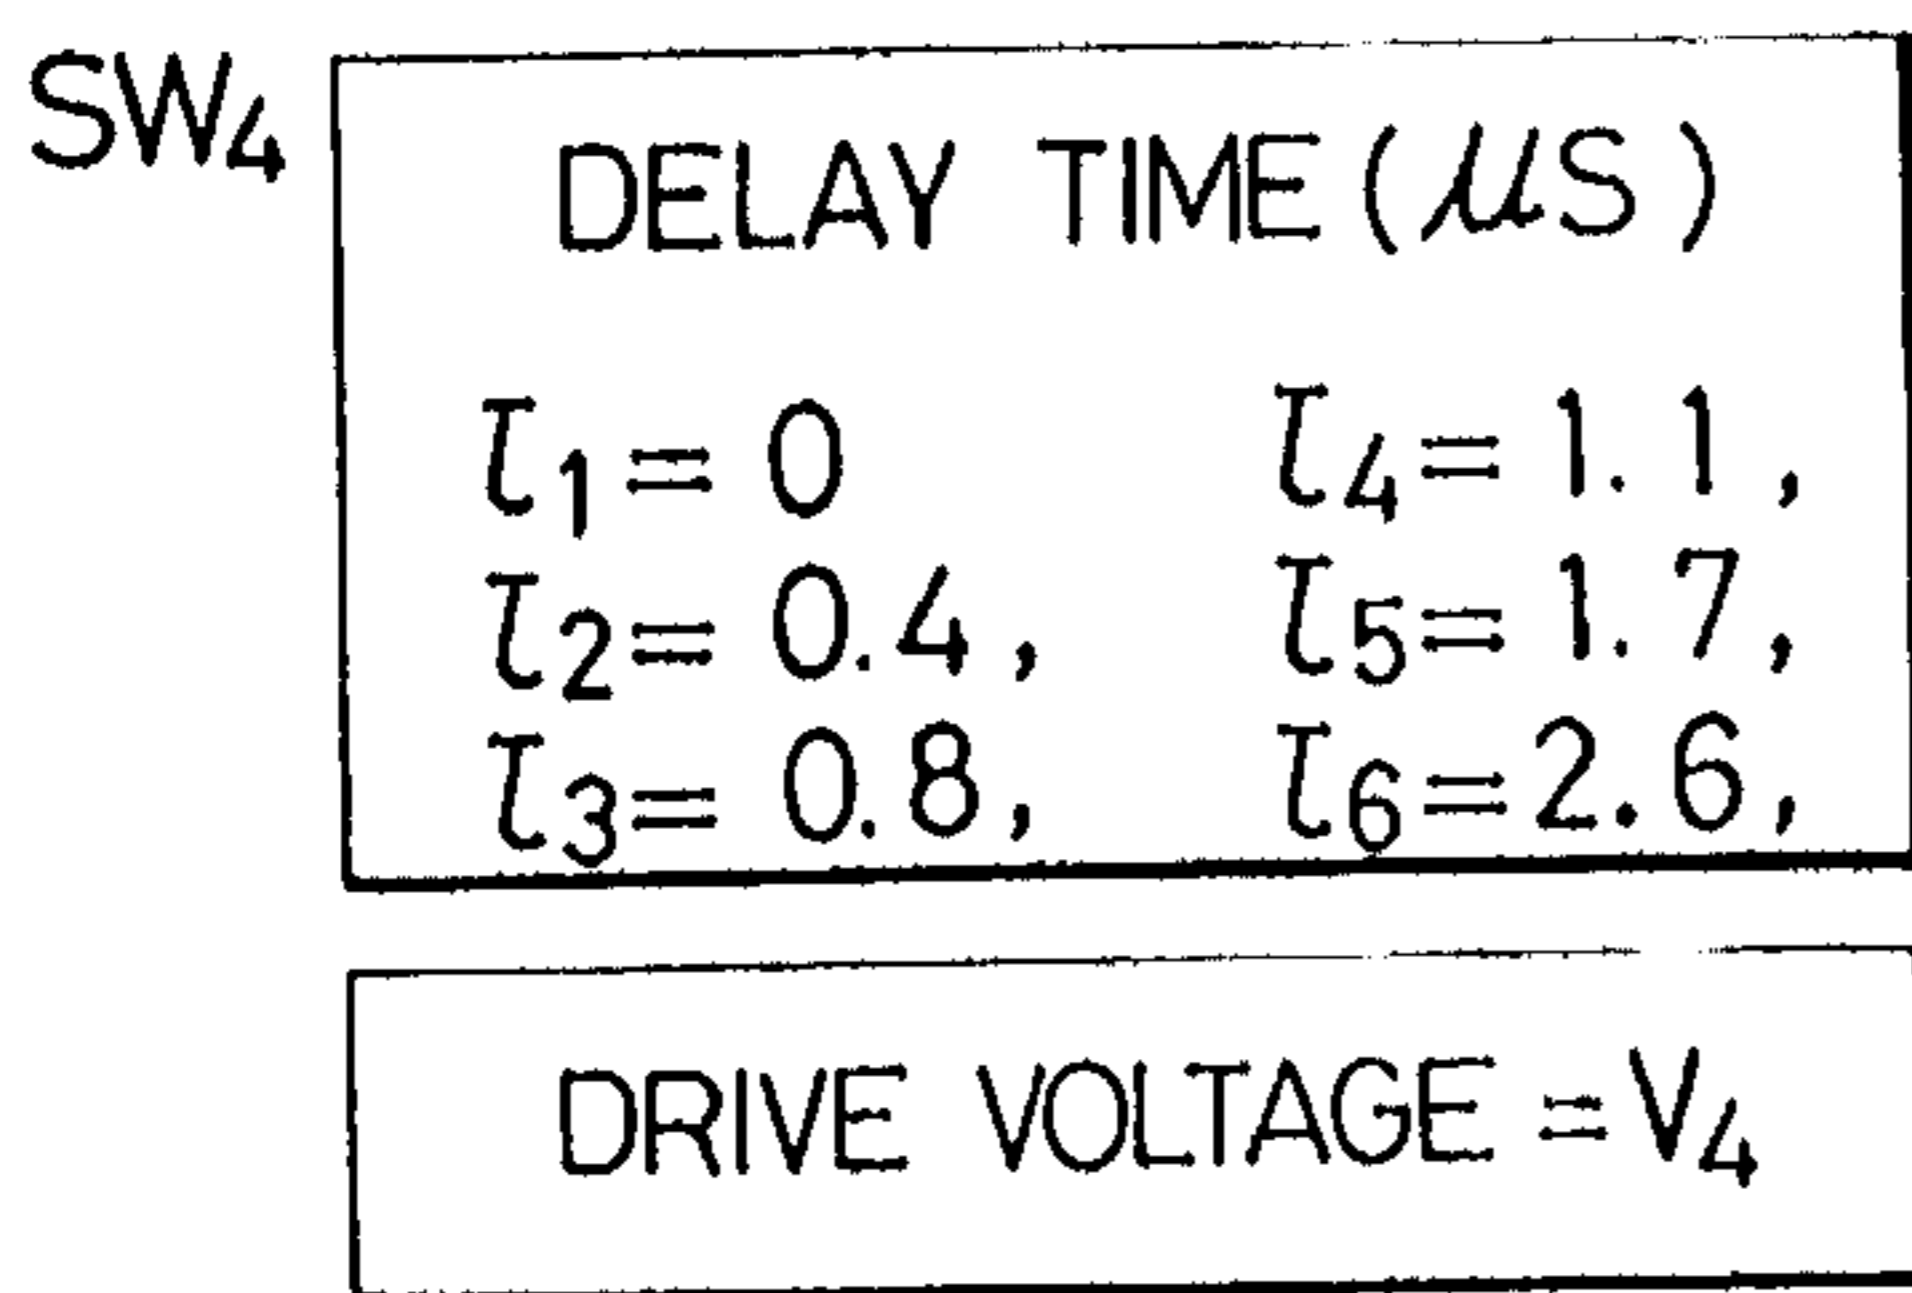 SW₄
DELAY TIME (μS)
τ₁= 0 τ₄= 1.1,
τ₂= 0.4, τ₅= 1.7,
τ₃= 0.8, τ₆= 2.6,
DRIVE VOLTAGE = V₄